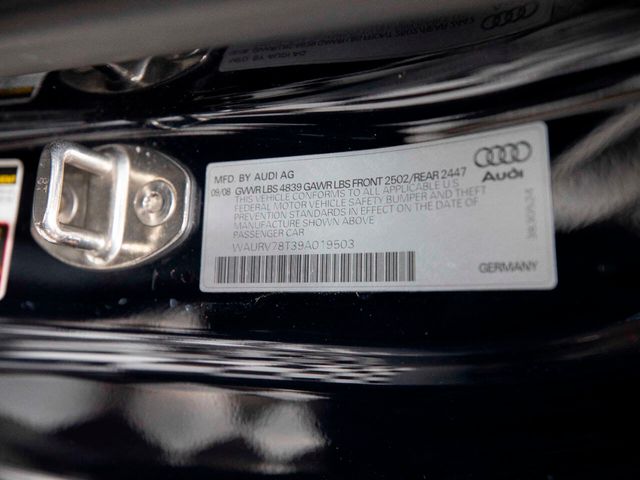 MFD. BY AUDI AG
09/08 GVWR LBS 4839 GAWR LBS FRONT 2502/REAR 2447
THIS VEHICLE CONFORMS TO ALL APPLICABLE U.S
FEDERAL MOTOR VEHICLE SAFETY BUMPER AND THEFT
PREVENTION STANDARDS IN EFFECT ON THE DATE OF
MANUFACTURE SHOWN ABOVE
PASSENGER CAR
WAURV78T39A019503
Audi
GERMANY